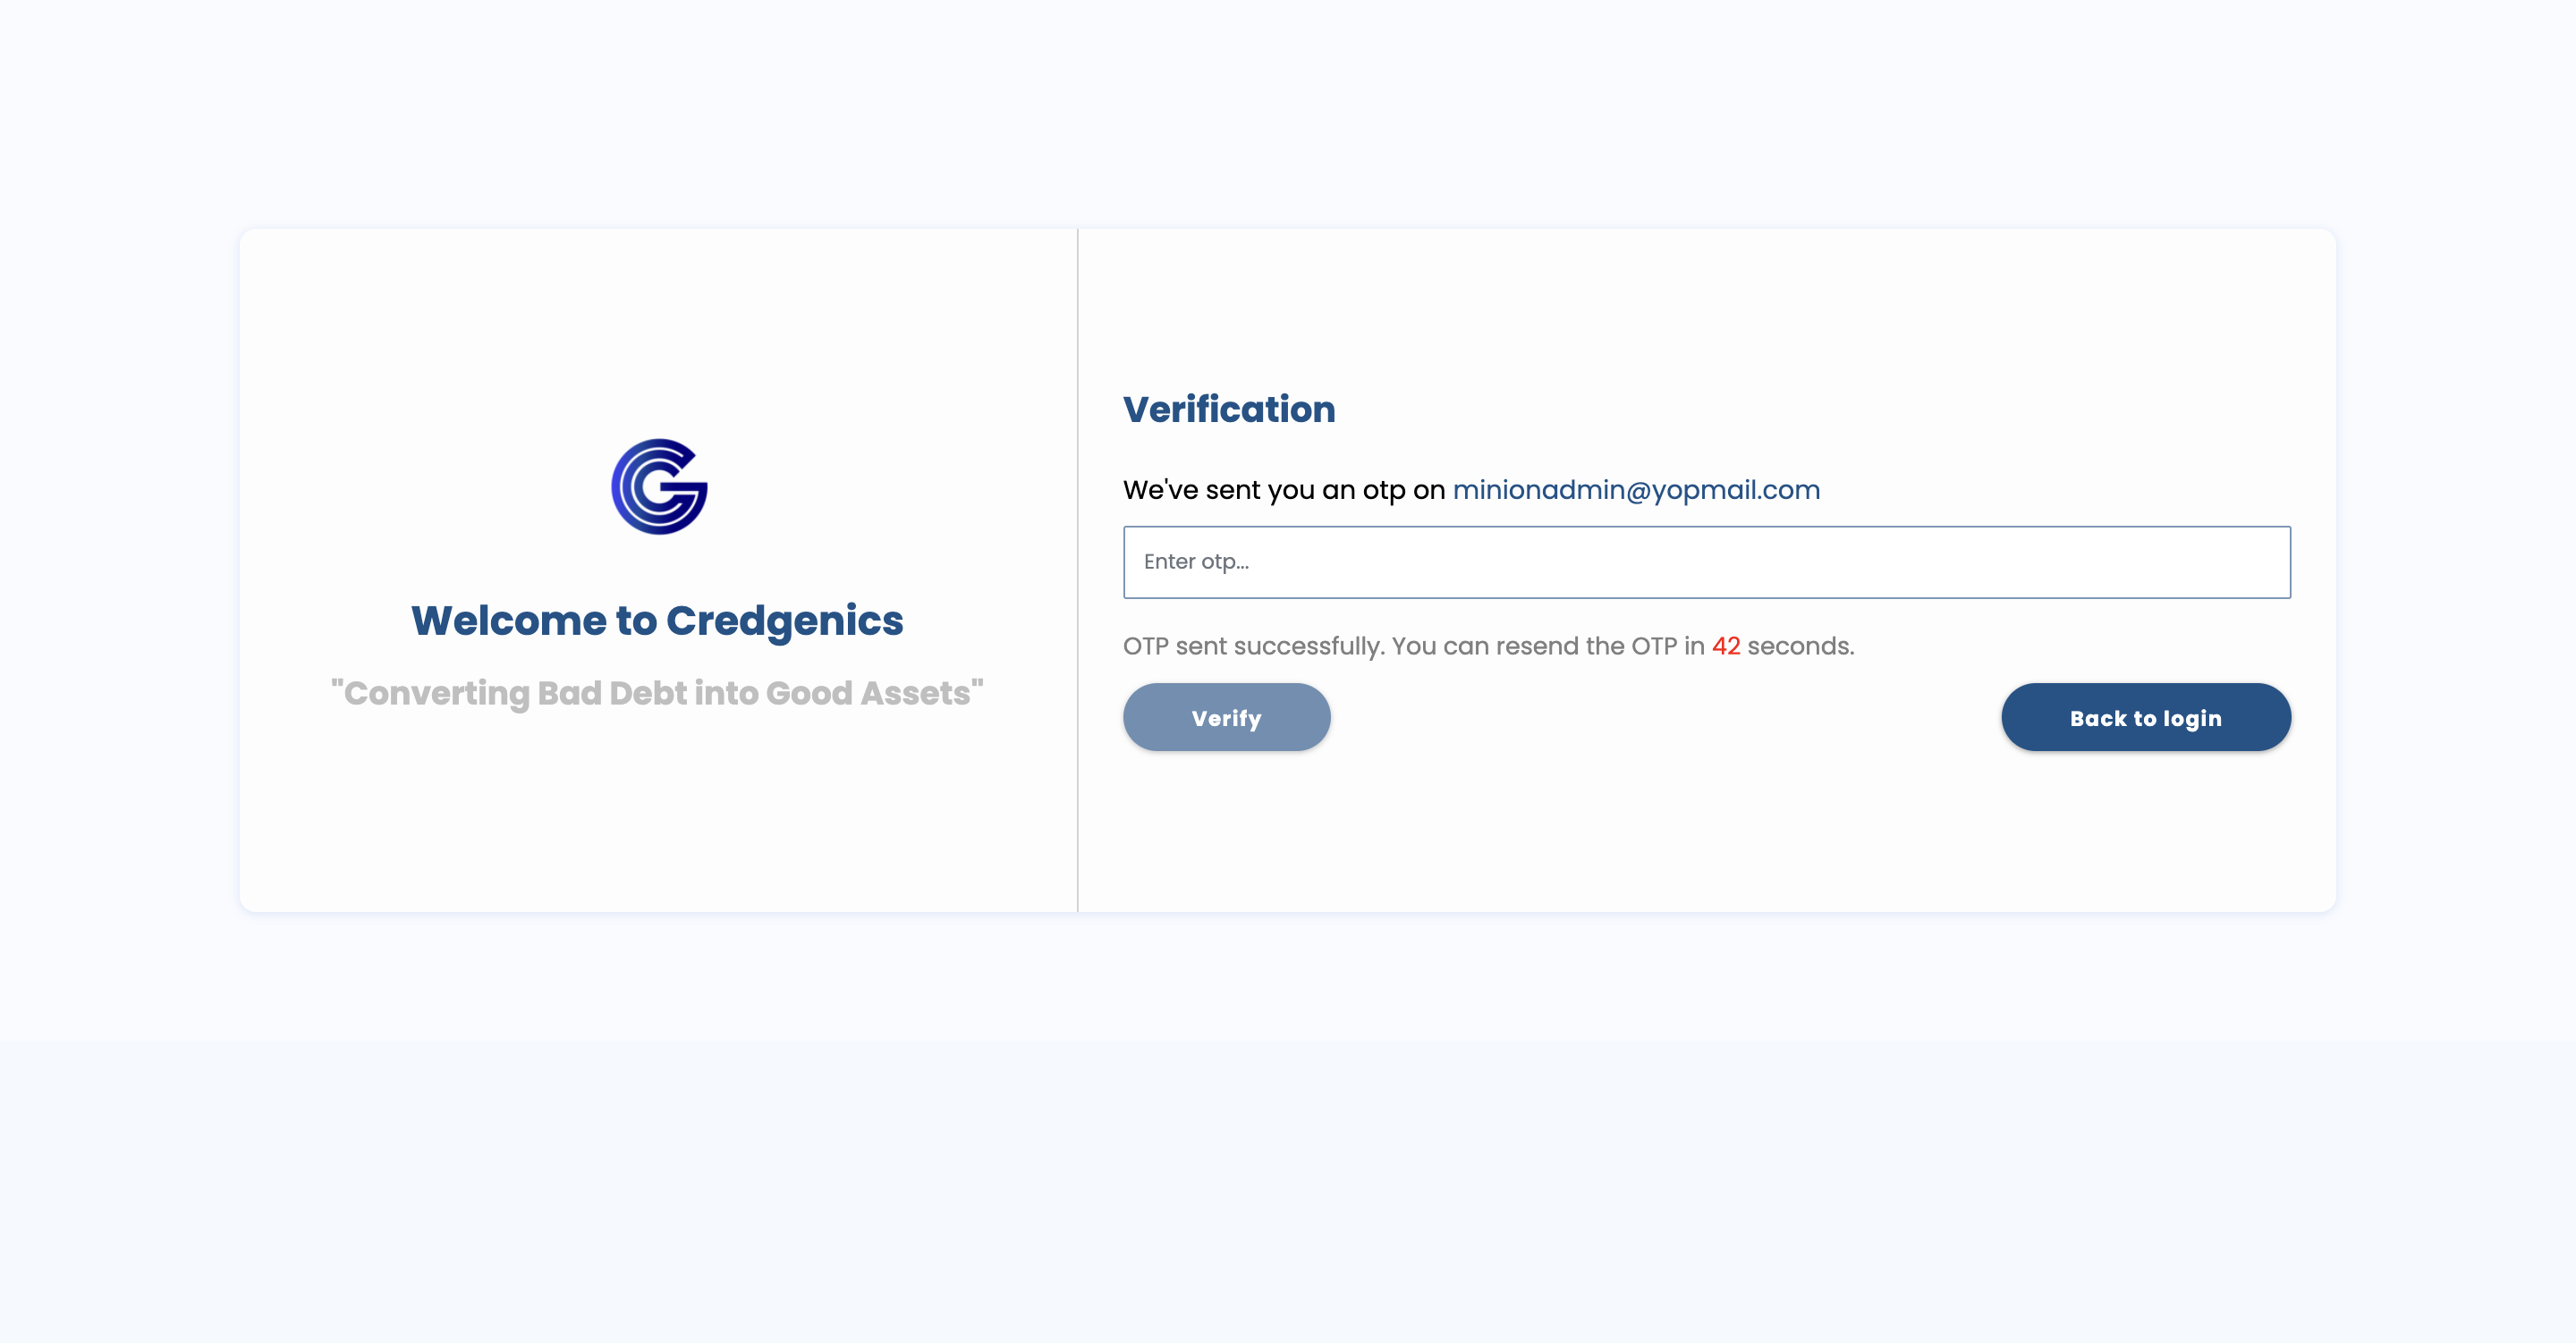 Welcome to Credgenics
"Converting Bad Debt into Good Assets"
Verification
We've sent you an otp on minionadmin@yopmail.com
Enter otp...
OTP sent successfully. You can resend the OTP in 42 seconds.
Verify
Back to login